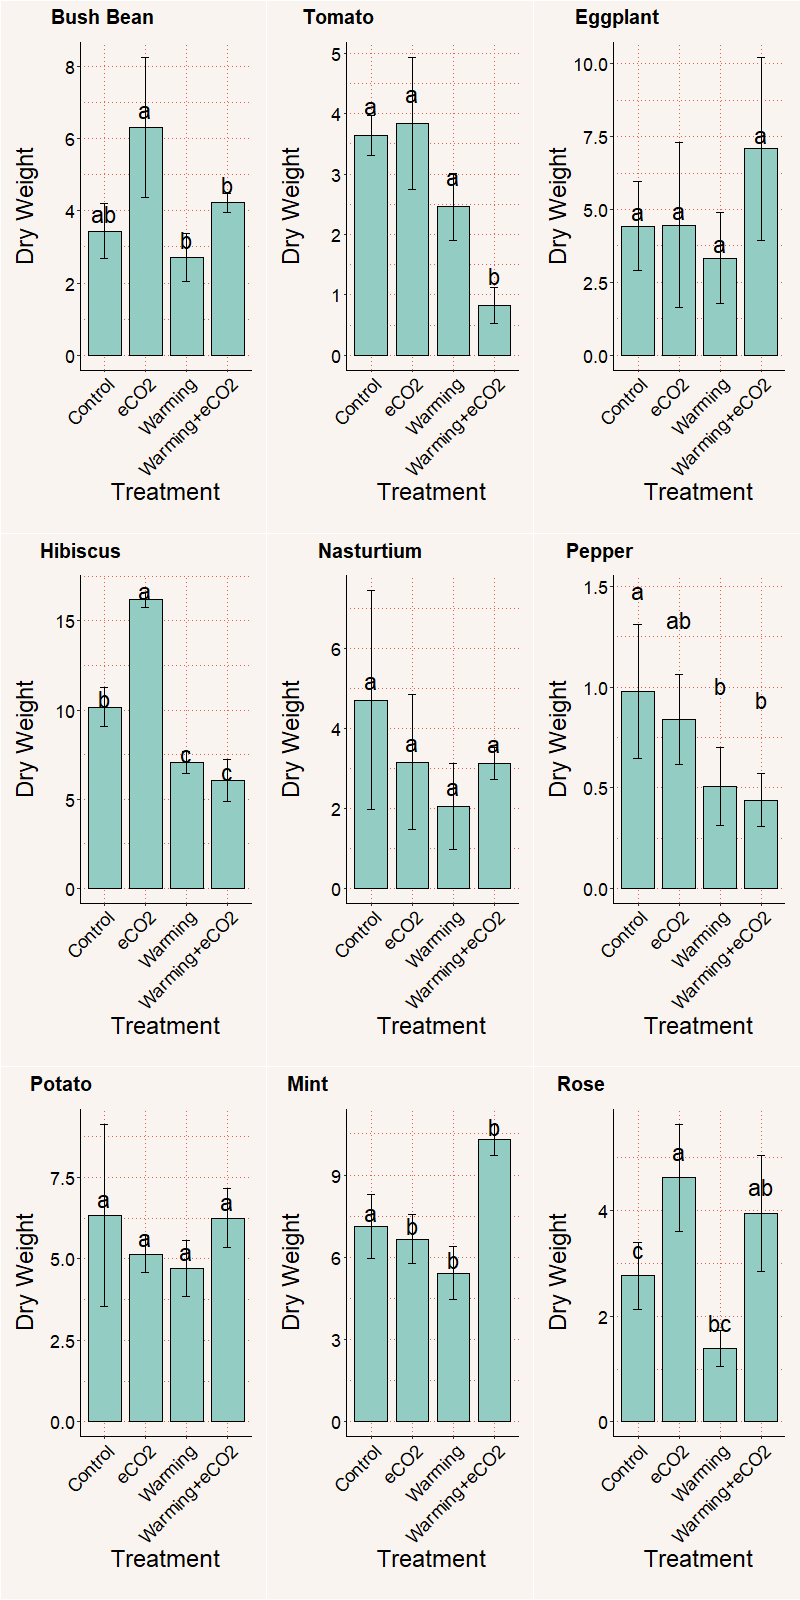 Bush Bean
Dry Weight
8
6
4
2
0
ab
a
b
b
Control
eCO2
Warming
Warming+eCO2
Treatment
Tomato
Dry Weight
5
4
3
2
1
0
a
a
a
b
Control
eCO2
Warming
Warming+eCO2
Treatment
Eggplant
Dry Weight
10.0
7.5
5.0
2.5
0.0
a
a
a
a
Control
eCO2
Warming
Warming+eCO2
Treatment
Hibiscus
Dry Weight
15
10
5
0
b
a
c
c
Control
eCO2
Warming
Warming+eCO2
Treatment
Nasturtium
Dry Weight
6
4
2
0
a
a
a
a
Control
eCO2
Warming
Warming+eCO2
Treatment
Pepper
Dry Weight
1.5
1.0
0.5
0.0
a
ab
b
b
Control
eCO2
Warming
Warming+eCO2
Treatment
Potato
Dry Weight
7.5
5.0
2.5
0.0
a
a
a
a
Control
eCO2
Warming
Warming+eCO2
Treatment
Mint
Dry Weight
9
6
3
0
a
b
b
b
Control
eCO2
Warming
Warming+eCO2
Treatment
Rose
Dry Weight
4
2
0
c
a
bc
ab
Control
eCO2
Warming
Warming+eCO2
Treatment